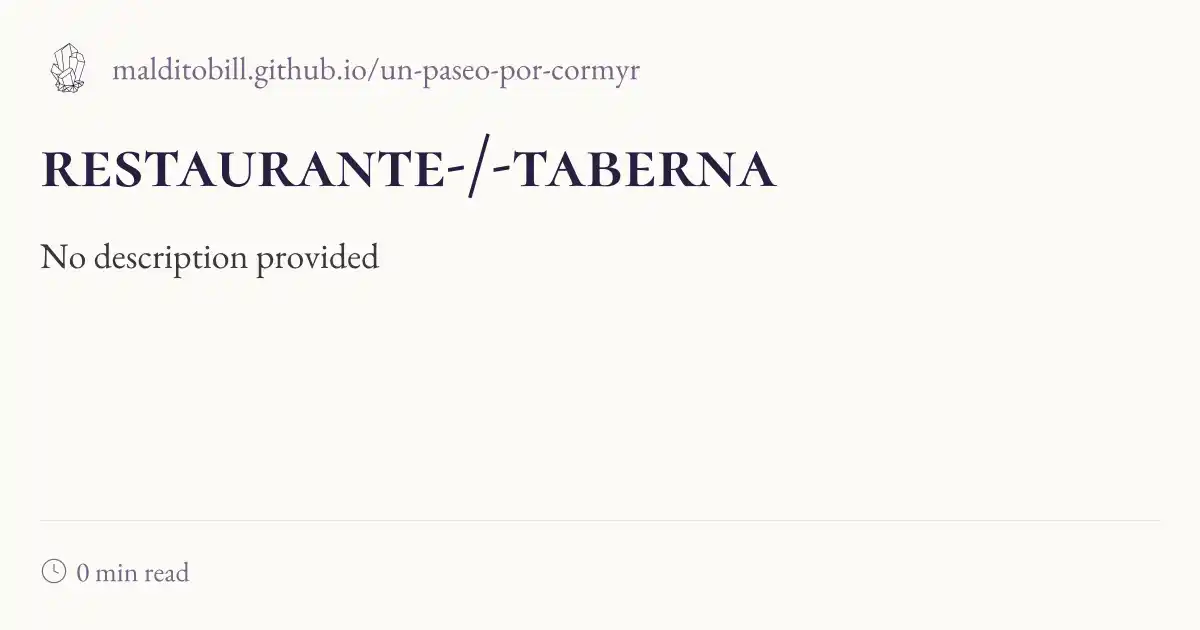 malditobill.github.io/un-paseo-por-cormyr
RESTAURANTE-/-TABERNA
No description provided
0 min read